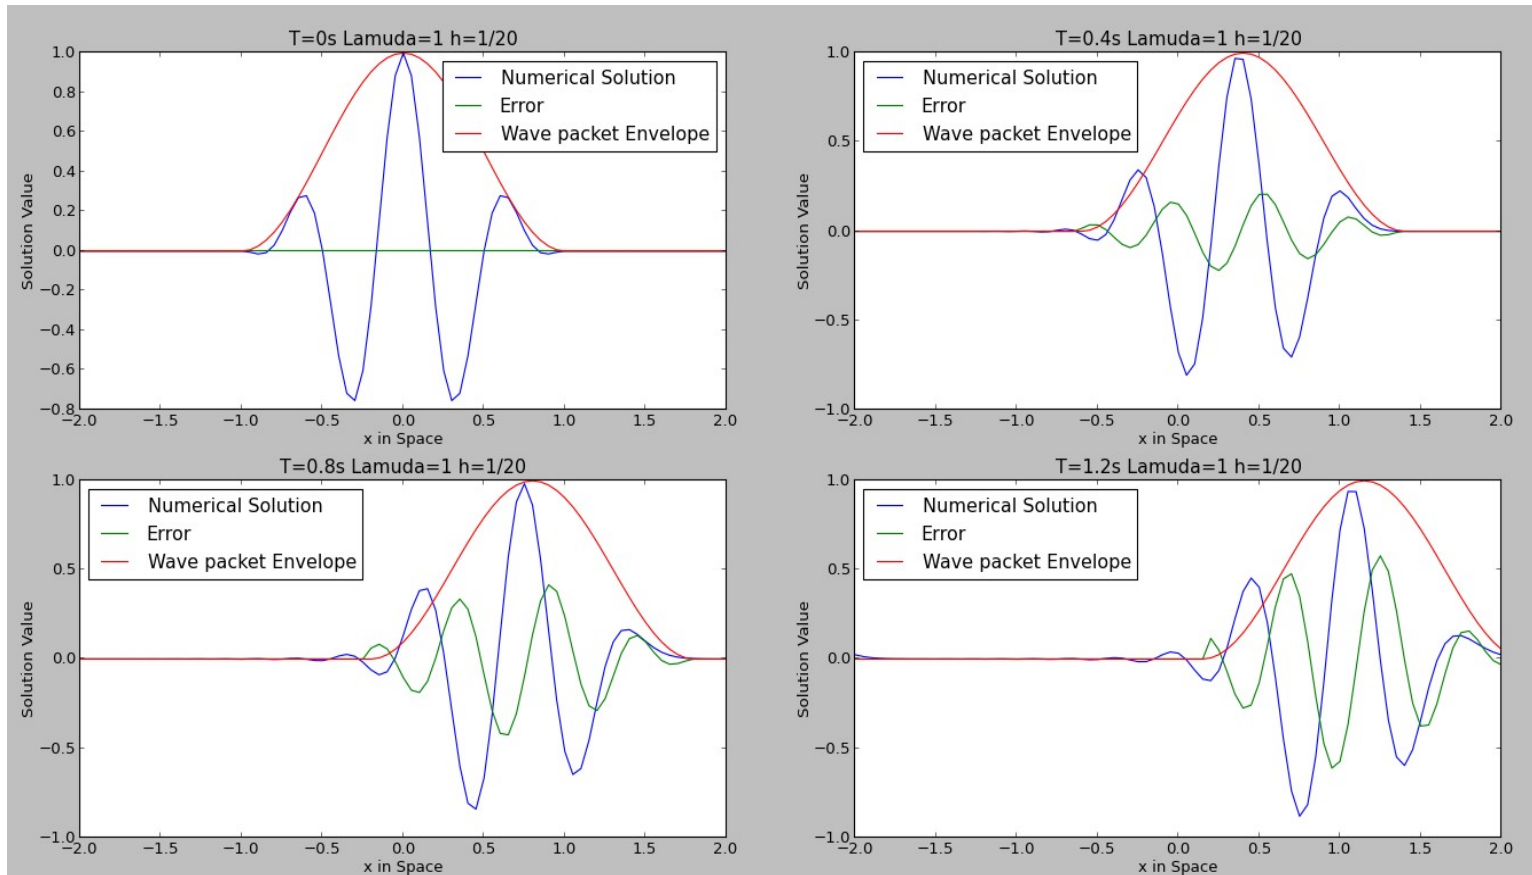 T=0s Lamuda=1 h=1/20
Solution Value
1.0
0.8
0.6
0.4
0.2
0.0
−0.2
−0.4
−0.6
−0.8
Numerical Solution
Error
Wave packet Envelope
−2.0 −1.5 −1.0 −0.5 0.0 0.5 1.0 1.5 2.0
x in Space
T=0.4s Lamuda=1 h=1/20
Solution Value
1.0
0.5
0.0
−0.5
−1.0
Numerical Solution
Error
Wave packet Envelope
−2.0 −1.5 −1.0 −0.5 0.0 0.5 1.0 1.5 2.0
x in Space
T=0.8s Lamuda=1 h=1/20
Solution Value
1.0
0.5
0.0
−0.5
−1.0
Numerical Solution
Error
Wave packet Envelope
−2.0 −1.5 −1.0 −0.5 0.0 0.5 1.0 1.5 2.0
x in Space
T=1.2s Lamuda=1 h=1/20
Solution Value
1.0
0.5
0.0
−0.5
−1.0
Numerical Solution
Error
Wave packet Envelope
−2.0 −1.5 −1.0 −0.5 0.0 0.5 1.0 1.5 2.0
x in Space